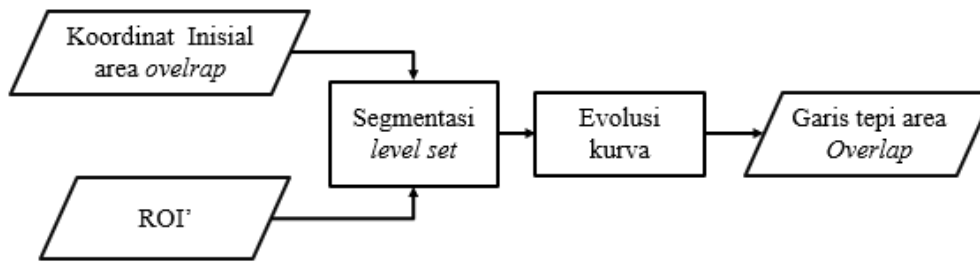 Koordinat Inisial
area ovelrap
Segmentasi
level set
Evolusi
kurva
Garis tepi area
Overlap
ROI’